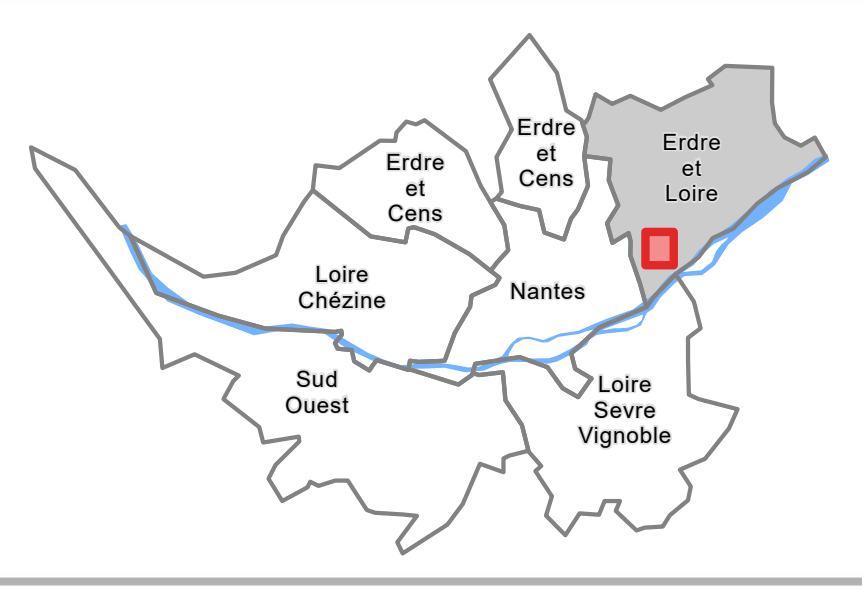 Erdre
et
Cens
Erdre
et
Loire
Erdre
et
Cens
Loire
Chézine
Nantes
Sud
Ouest
Loire
Sevre
Vignoble